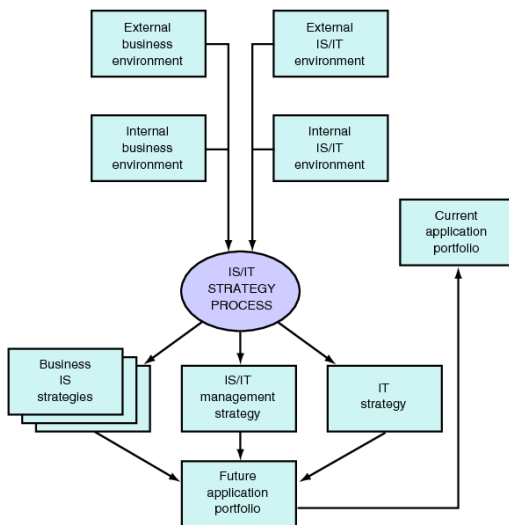 External
business
environment
External
IS/IT
environment
Internal
business
environment
Internal
IS/IT
environment
Current
application
portfolio
IS/IT
STRATEGY
PROCESS
Business
IS
strategies
IS/IT
management
strategy
IT
strategy
Future
application
portfolio